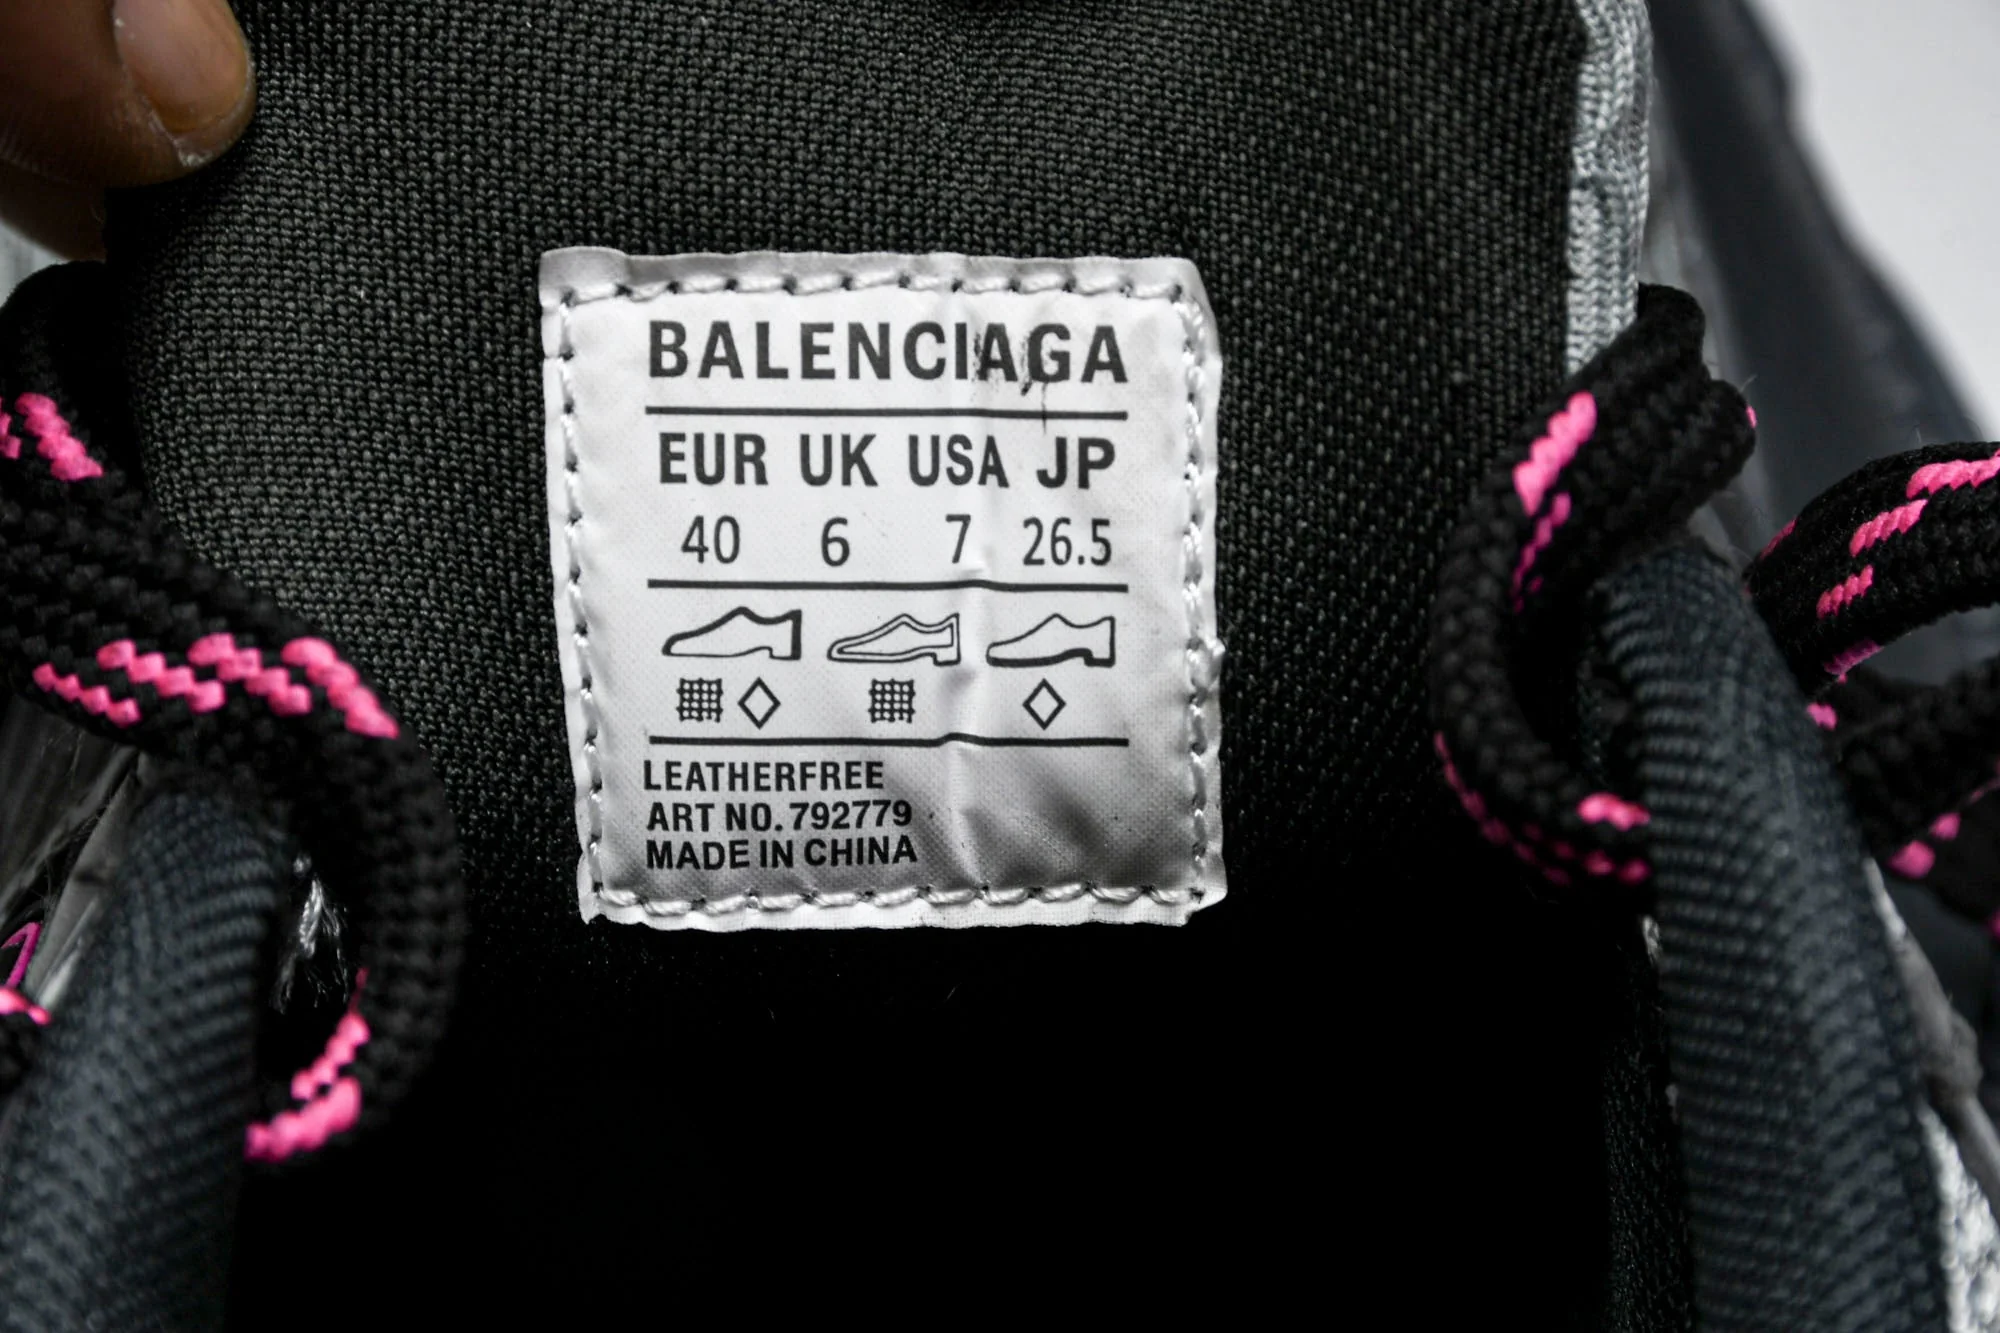 BALENCIAGA
EUR UK USA JP
40 6 7 26.5
LEATHERFREE
ART NO. 792779
MADE IN CHINA